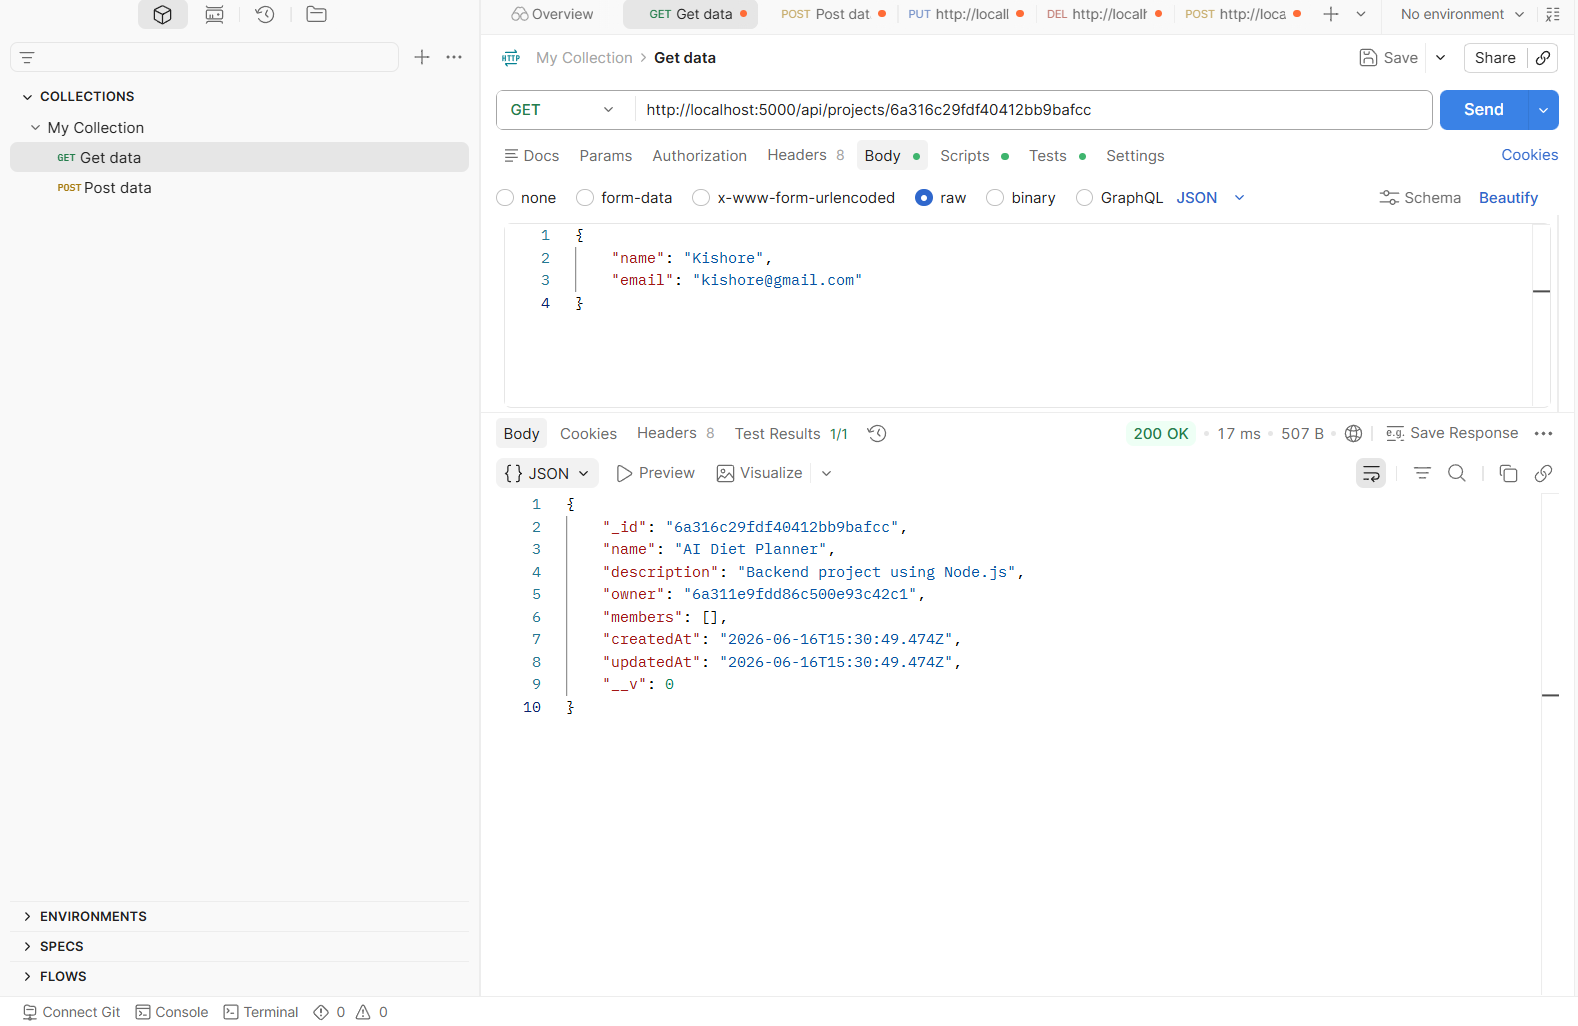 Overview
GET Get data
POST Post dat
PUT http://locall
DEL http://localh
POST http://loca
No environment
COLLECTIONS
My Collection
GET Get data
POST Post data
HTTP My Collection > Get data
Save
Share
GET
http://localhost:5000/api/projects/6a316c29fdf40412bb9bafcc
Send
Docs Params Authorization Headers 8 Body Scripts Tests Settings
Cookies
none form-data x-www-form-urlencoded raw binary GraphQL JSON
Schema Beautify
1 {
2 "name": "Kishore",
3 "email": "kishore@gmail.com"
4 }
Body Cookies Headers 8 Test Results 1/1
200 OK 17 ms 507 B
e.g. Save Response
{} JSON Preview Visualize
1 {
2 "_id": "6a316c29fdf40412bb9bafcc",
3 "name": "AI Diet Planner",
4 "description": "Backend project using Node.js",
5 "owner": "6a311e9fdd86c500e93c42c1",
6 "members": [],
7 "createdAt": "2026-06-16T15:30:49.474Z",
8 "updatedAt": "2026-06-16T15:30:49.474Z",
9 "__v": 0
10 }
ENVIRONMENTS
SPECS
FLOWS
Connect Git Console Terminal 0 0